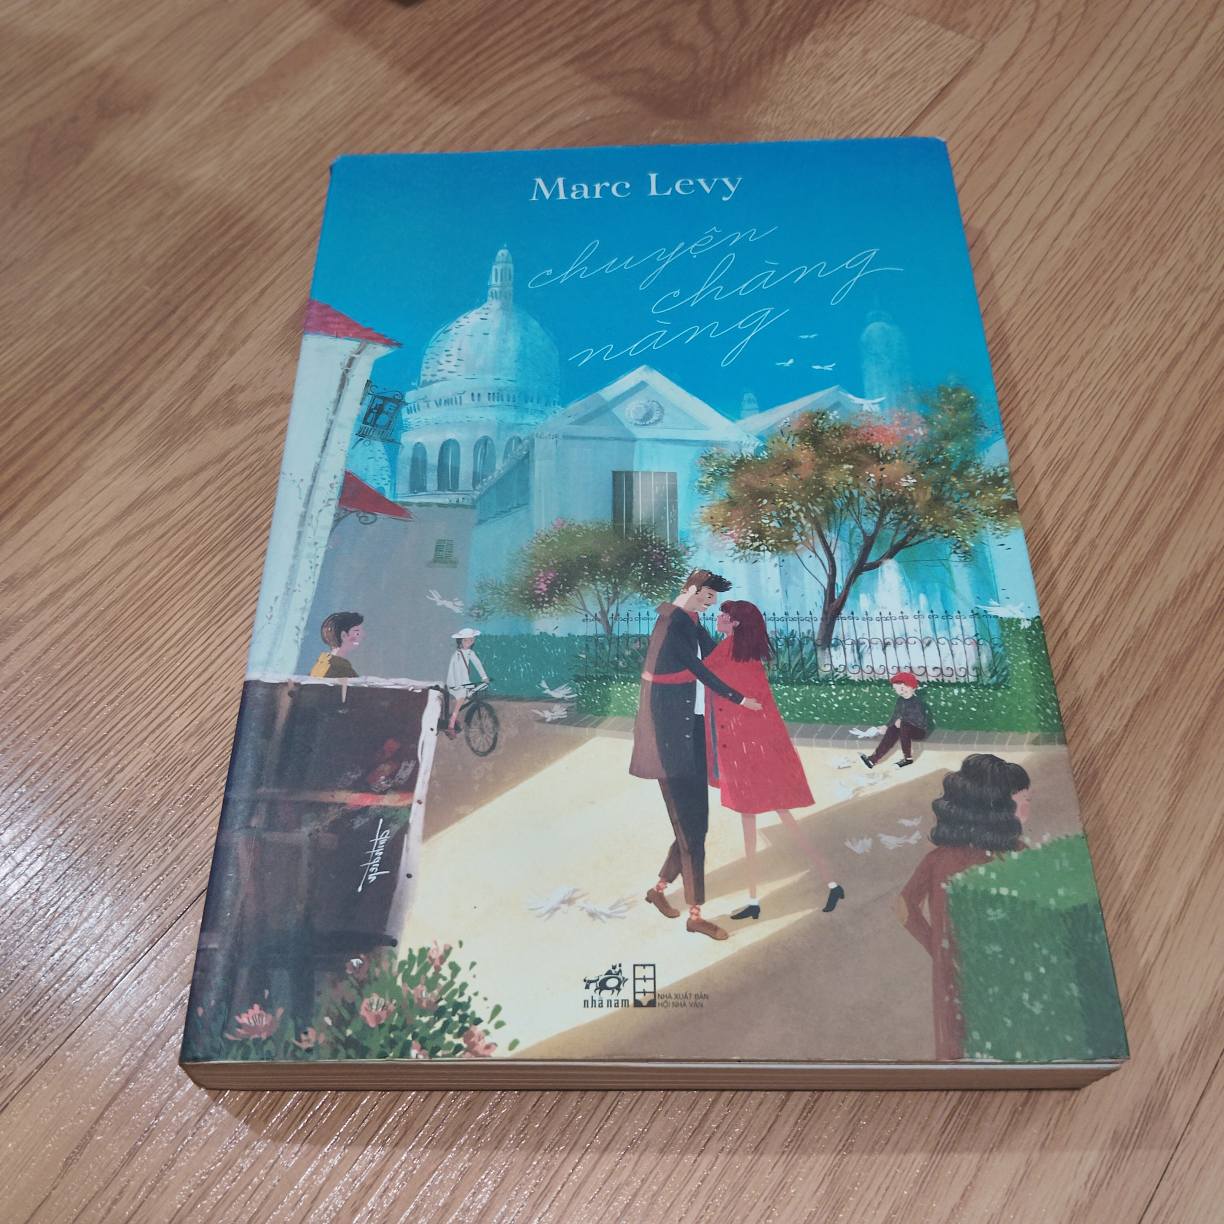 Marc Levy
chuyện
chàng
nàng
nhã nam
NHÀ XUẤT BẢN
HỘI NHÀ VĂN